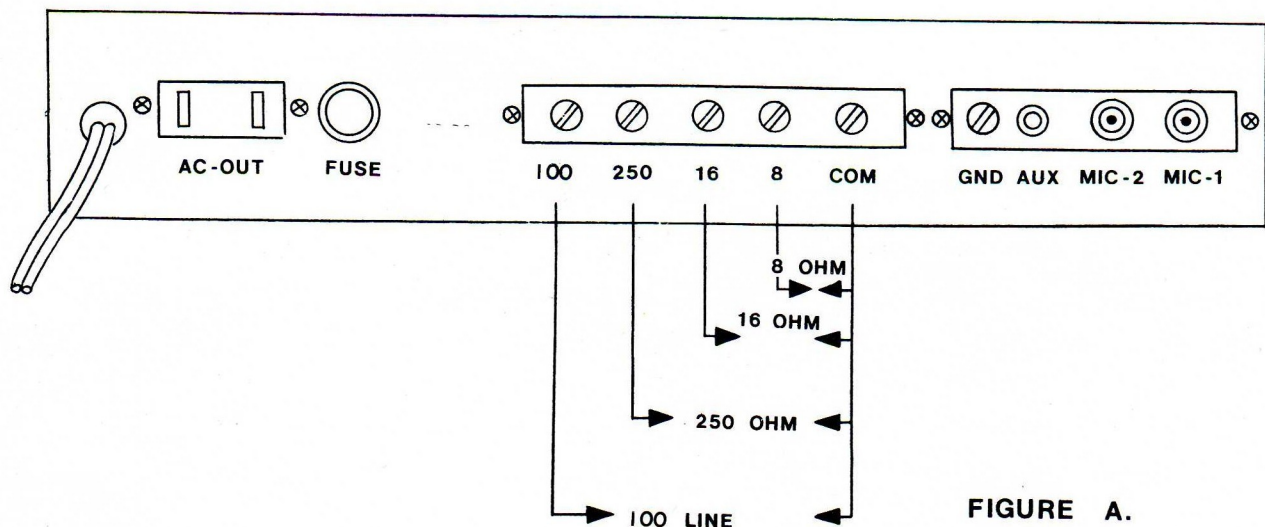 AC-OUT FUSE 100 250 16 8 COM GND AUX MIC-2 MIC-1
8 OHM
16 OHM
250 OHM
100 LINE
FIGURE A.